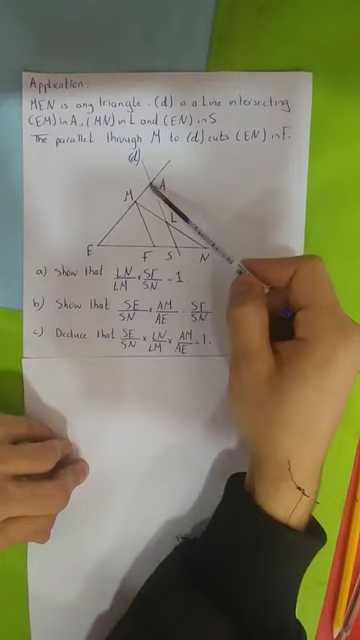 Application:
MEN is any triangle. (d) is a line intersecting
(EM) in A, (MN) in L and (EN) in S.
The parallel through M to (d) cuts (EN) in F.
(d)
A
M
L
E F S N
a) Show that LN/LM × SF/SN = 1
b) Show that SE/SN × AM/AE = SF/SN
c) Deduce that SE/SN × LN/LM × AM/AE = 1.